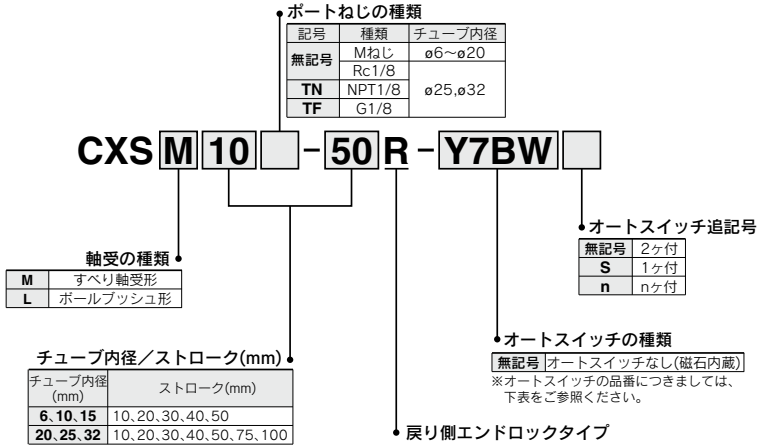 ポートねじの種類
記号 種類 チューブ内径
無記号 Mねじ ø6~ø20
Rc1/8 ø25,ø32
TN NPT1/8
TF G1/8
CXS M 10 - 50 R - Y7BW
軸受の種類
M すべり軸受形
L ボールブッシュ形
オートスイッチ追記号
無記号 2ヶ付
S 1ヶ付
n nヶ付
チューブ内径/ストローク(mm)
チューブ内径(mm) ストローク(mm)
6、10、15 10、20、30、40、50
20、25、32 10、20、30、40、50、75、100
オートスイッチの種類
無記号 オートスイッチなし(磁石内蔵)
※オートスイッチの品番につきましては、
下表をご参照ください。
戻り側エンドロックタイプ